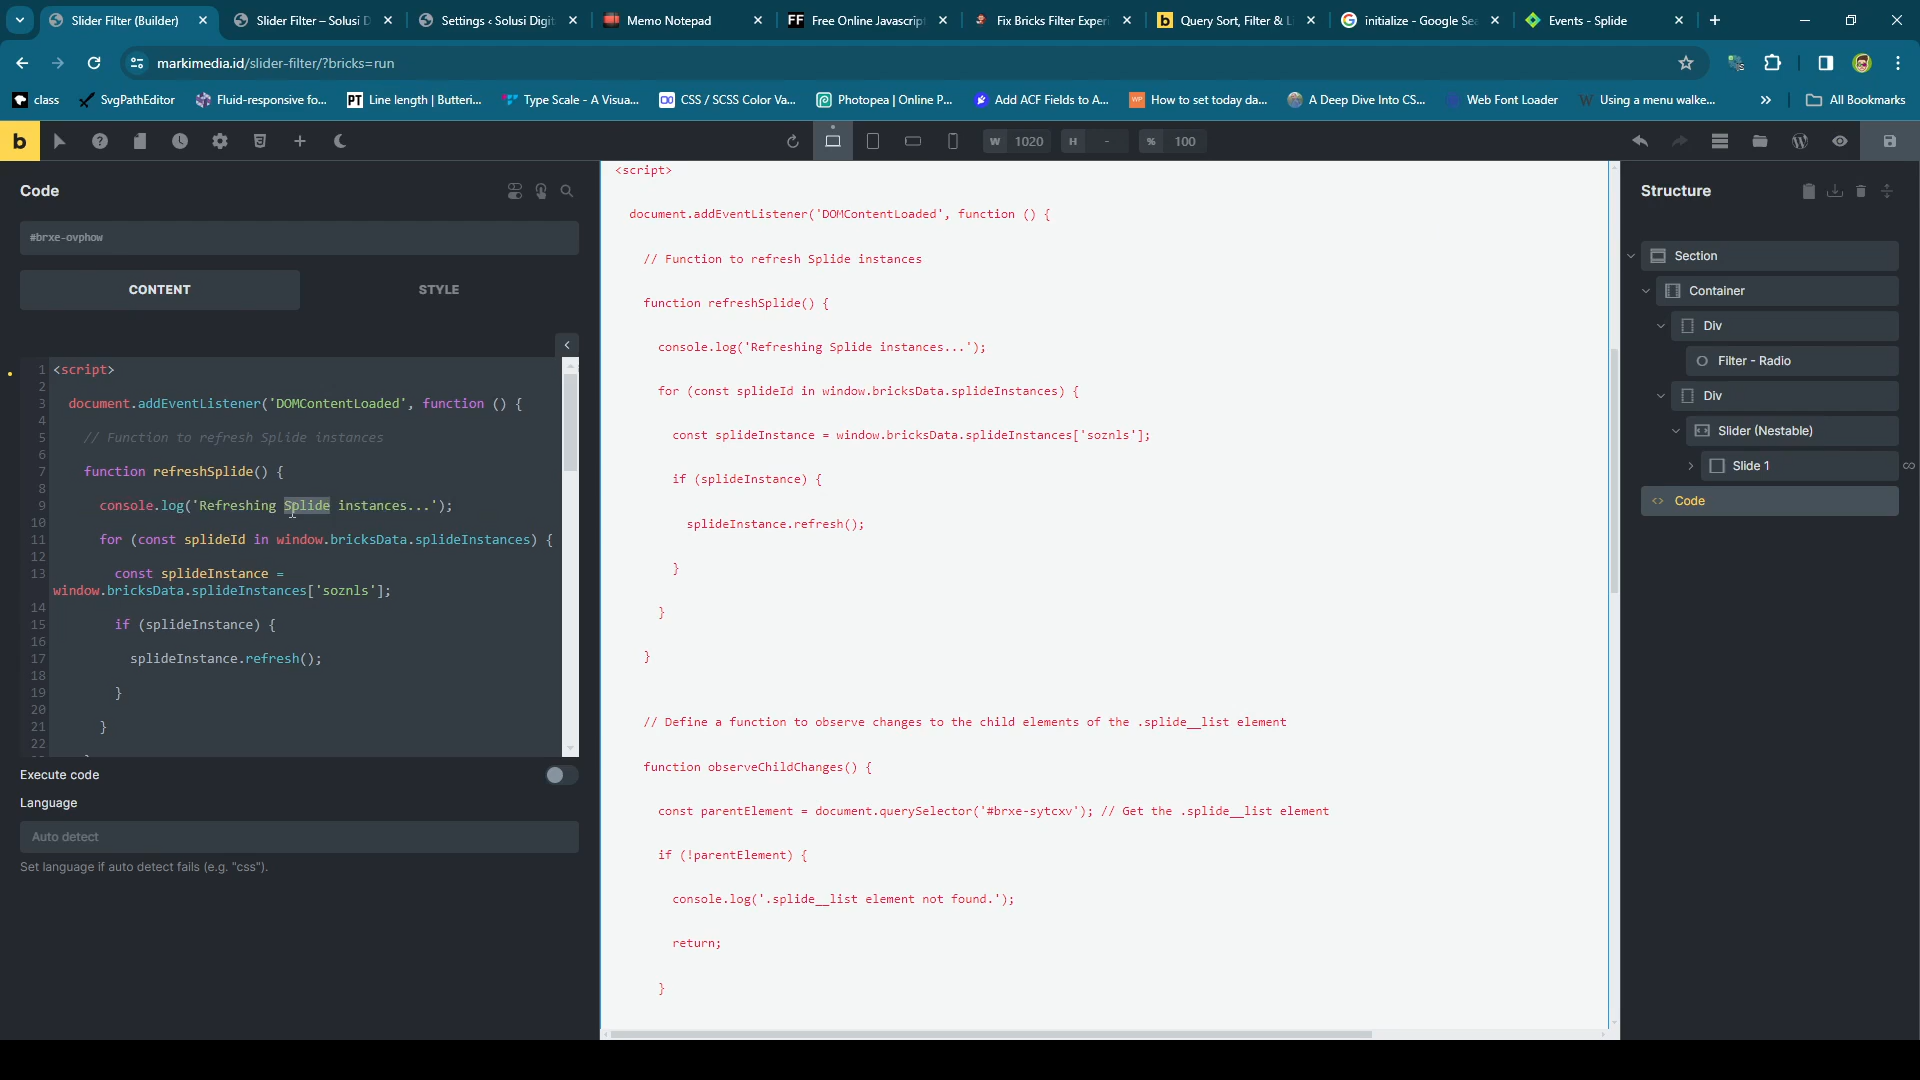 Slider Filter (Builder)
Slider Filter – Solusi D
Settings ‹ Solusi Digit
Memo Notepad
Free Online Javascrip
Fix Bricks Filter Experi
Query Sort, Filter & Li
initialize - Google Se
Events - Splide
markimedia.id/slider-filter/?bricks=run
class
SvgPathEditor
Fluid-responsive fo...
Line length | Butteri...
Type Scale - A Visua...
CSS / SCSS Color Va...
Photopea | Online P...
Add ACF Fields to A...
How to set today da...
A Deep Dive Into CS...
Web Font Loader
Using a menu walke...
All Bookmarks
b
W 1020
H -
% 100
Code
#brxe-ovphow
CONTENT
STYLE
1 <script>
2
3 document.addEventListener('DOMContentLoaded', function () {
4
5 // Function to refresh Splide instances
6
7 function refreshSplide() {
8
9 console.log('Refreshing Splide instances...');
10
11 for (const splideId in window.bricksData.splideInstances) {
12
13 const splideInstance =
window.bricksData.splideInstances['soznls'];
14
15 if (splideInstance) {
16
17 splideInstance.refresh();
18
19 }
20
21 }
22
Execute code
Language
Auto detect
Set language if auto detect fails (e.g. "css").
<script>
document.addEventListener('DOMContentLoaded', function () {
// Function to refresh Splide instances
function refreshSplide() {
console.log('Refreshing Splide instances...');
for (const splideId in window.bricksData.splideInstances) {
const splideInstance = window.bricksData.splideInstances['soznls'];
if (splideInstance) {
splideInstance.refresh();
}
}
}
// Define a function to observe changes to the child elements of the .splide__list element
function observeChildChanges() {
const parentElement = document.querySelector('#brxe-sytcxv'); // Get the .splide__list element
if (!parentElement) {
console.log('.splide__list element not found.');
return;
}
Structure
Section
Container
Div
Filter - Radio
Div
Slider (Nestable)
Slide 1
Code